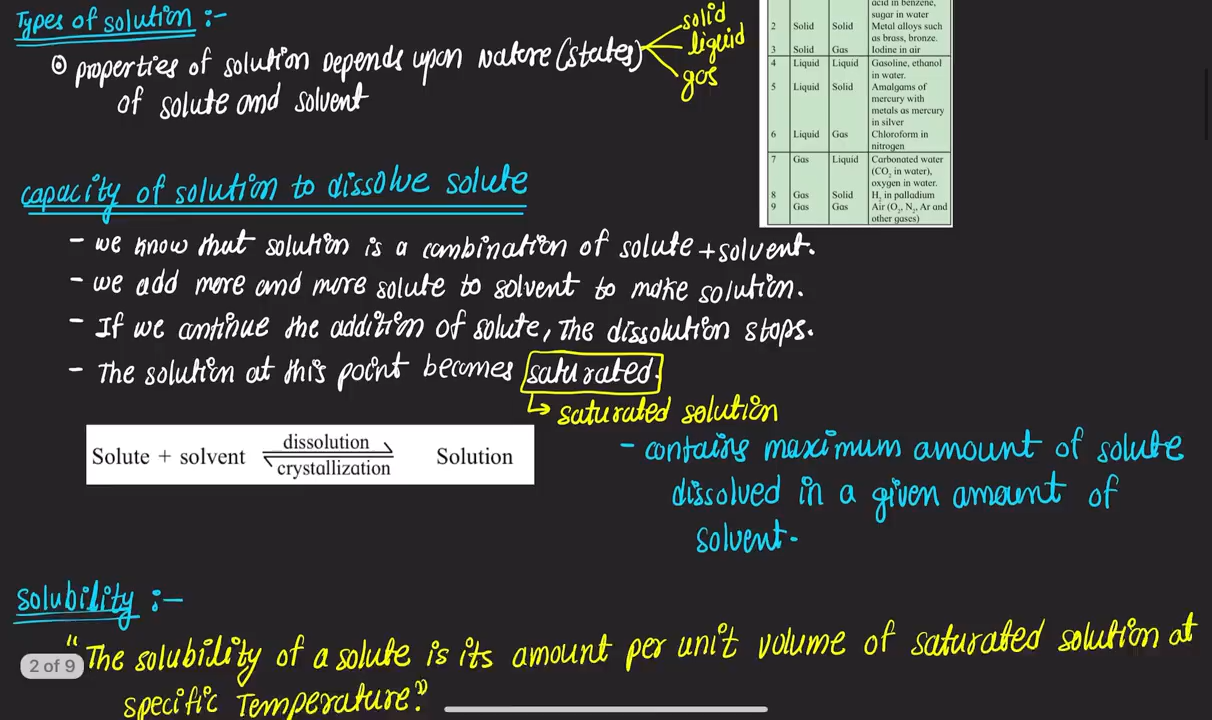 Types of solution :-
solid
liquid
gas
⊙ properties of solution Depends upon Nature (states)
of solute and solvent
acid in benzene,
sugar in water
2 Solid Solid Metal alloys such
as brass, bronze.
3 Solid Gas Iodine in air
4 Liquid Liquid Gasoline, ethanol
in water.
5 Liquid Solid Amalgams of
mercury with
metals as mercury
in silver
6 Liquid Gas Chloroform in
nitrogen
7 Gas Liquid Carbonated water
(CO₂ in water),
oxygen in water.
8 Gas Solid H₂ in palladium
9 Gas Gas Air (O₂, N₂, Ar and
other gases)
capacity of solution to dissolve solute
- we know that solution is a combination of solute + solvent.
- we add more and more solute to solvent to make solution.
- If we continue the addition of solute, The dissolution stops.
- The solution at this point becomes saturated.
↳ saturated solution
- contains maximum amount of solute
dissolved in a given amount of
solvent.
Solute + solvent ⇌ Solution
dissolution
crystallization
Solubility :-
"The solubility of a solute is its amount per unit volume of saturated solution at
specific Temperature."
2 of 9